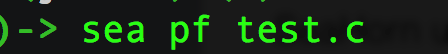 )-> sea pf test.c